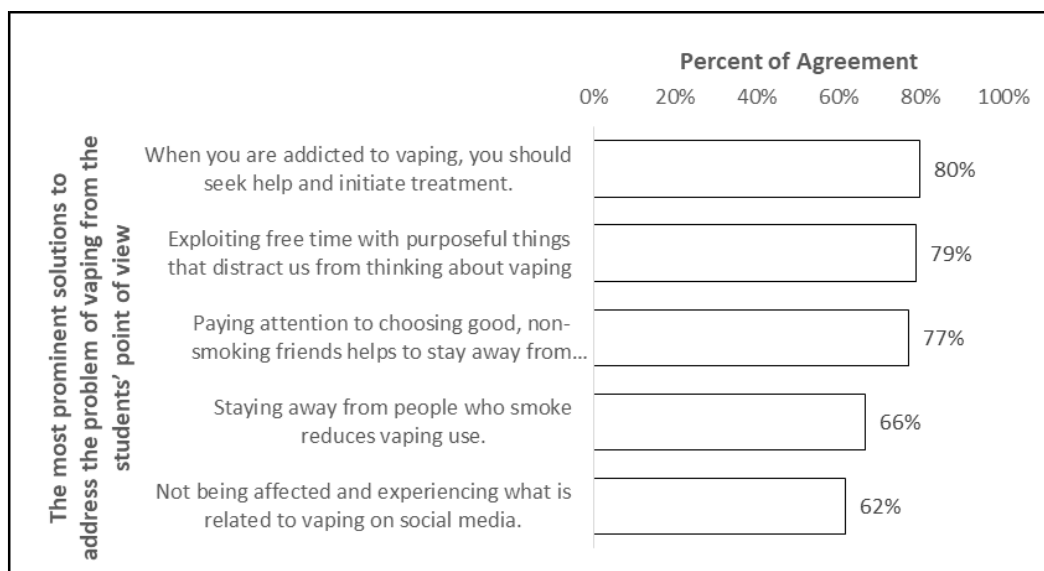 Percent of Agreement
0% 20% 40% 60% 80% 100%
The most prominent solutions to
address the problem of vaping from the
students’ point of view
When you are addicted to vaping, you should
seek help and initiate treatment.
80%
Exploiting free time with purposeful things
that distract us from thinking about vaping
79%
Paying attention to choosing good, non-
smoking friends helps to stay away from...
77%
Staying away from people who smoke
reduces vaping use.
66%
Not being affected and experiencing what is
related to vaping on social media.
62%